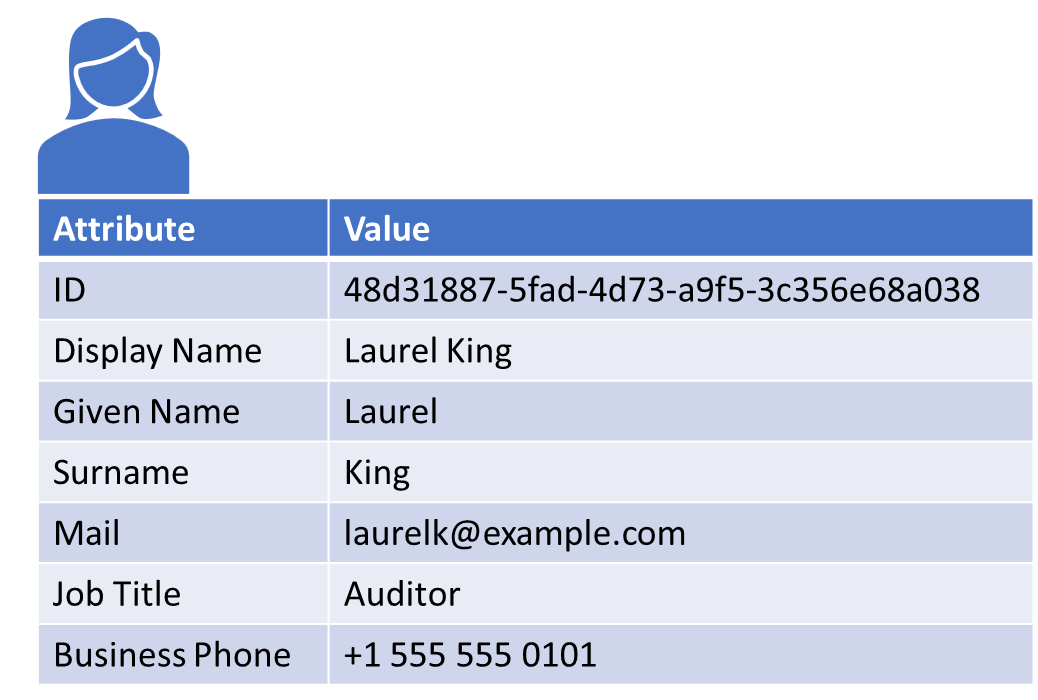 Attribute Value
ID 48d31887-5fad-4d73-a9f5-3c356e68a038
Display Name Laurel King
Given Name Laurel
Surname King
Mail laurelk@example.com
Job Title Auditor
Business Phone +1 555 555 0101